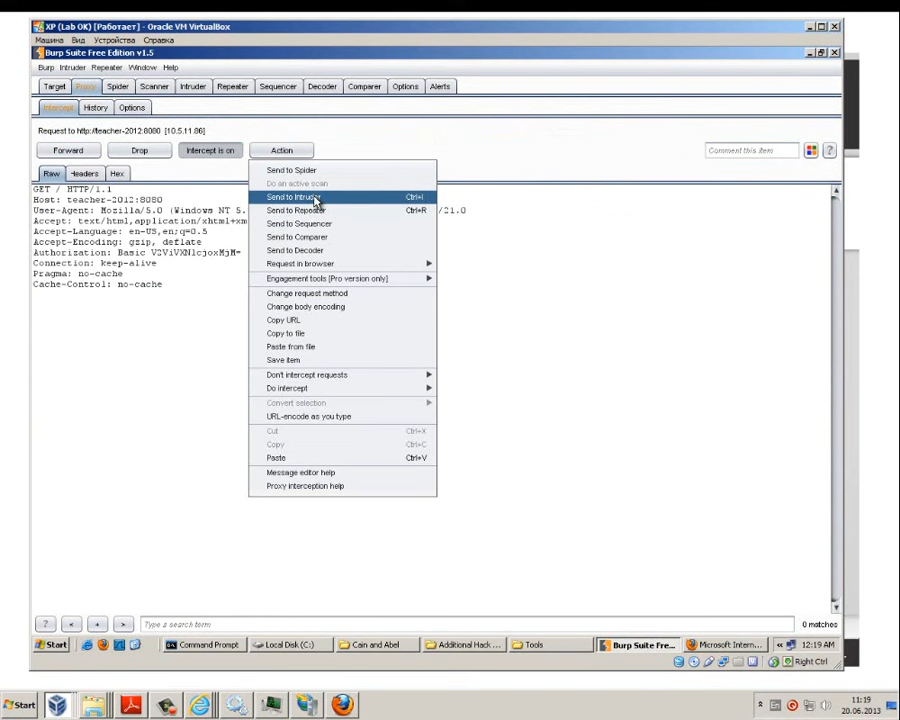 XP (Lab OK) [Работает] - Oracle VM VirtualBox
Машина Вид Устройства Справка
Burp Suite Free Edition v1.5
Burp Intruder Repeater Window Help
Target Proxy Spider Scanner Intruder Repeater Sequencer Decoder Comparer Options Alerts
Intercept History Options
Request to http://teacher-2012:8080 [10.5.11.86]
Forward Drop Intercept is on Action Comment this item ?
Raw Headers Hex
GET / HTTP/1.1
Host: teacher-2012:8080
User-Agent: Mozilla/5.0 (Windows NT 5. /21.0
Accept: text/html,application/xhtml+xm
Accept-Language: en-US,en;q=0.5
Accept-Encoding: gzip, deflate
Authorization: Basic
Connection: keep-alive
Pragma: no-cache
Cache-Control: no-cache
Send to Spider
Do an active scan
Send to Intruder Ctrl+I
Send to Repeater Ctrl+R
Send to Sequencer
Send to Comparer
Send to Decoder
Request in browser
Engagement tools [Pro version only]
Change request method
Change body encoding
Copy URL
Copy to file
Paste from file
Save item
Don't intercept requests
Do intercept
Convert selection
URL-encode as you type
Cut Ctrl+X
Copy Ctrl+C
Paste Ctrl+V
Message editor help
Proxy interception help
? < + > Type a search term 0 matches
Start Command Prompt Local Disk (C:) Cain and Abel Additional Hack ... Tools Burp Suite Fre... Microsoft Intern... « 12:19 AM
Right Ctrl
Start 11:19
20.06.2013